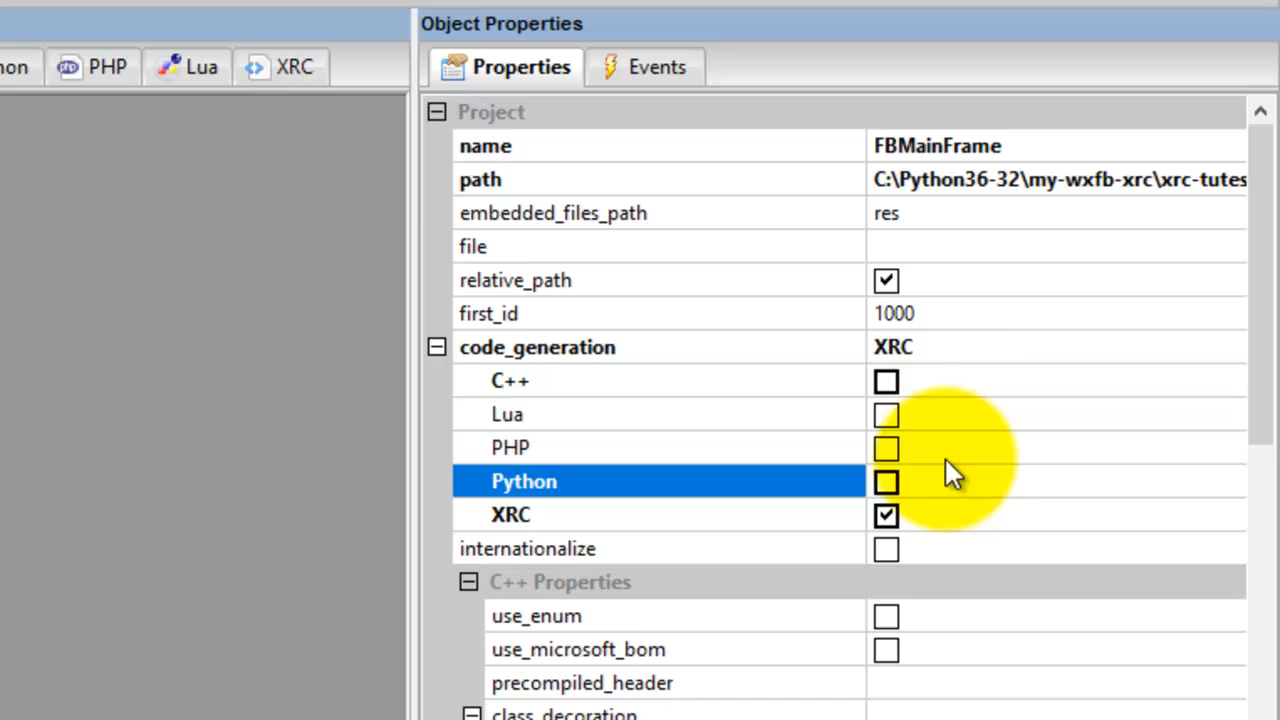 Object Properties
non PHP Lua XRC
Properties Events
Project
name FBMainFrame
path C:\Python36-32\my-wxfb-xrc\xrc-tutes
embedded_files_path res
file
relative_path
first_id 1000
code_generation XRC
C++
Lua
PHP
Python
XRC
internationalize
C++ Properties
use_enum
use_microsoft_bom
precompiled_header
class_decoration